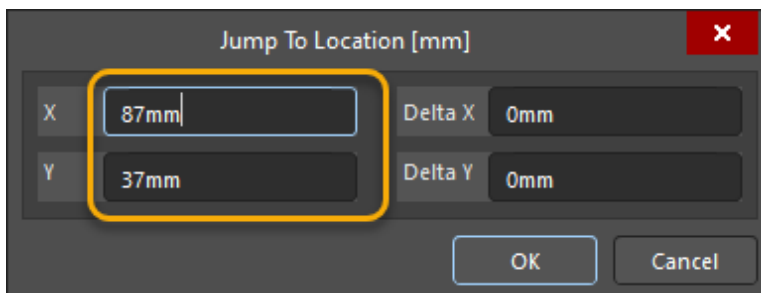 Jump To Location [mm]
X 87mm Delta X 0mm
Y 37mm Delta Y 0mm
OK Cancel